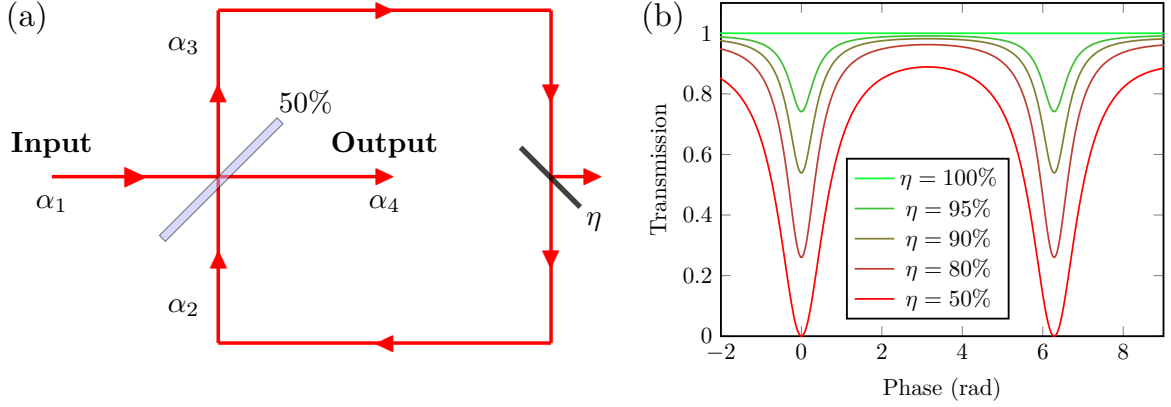 (a)
α₃
50%
Input
Output
α₁
α₄
η
α₂
(b)
Transmission
1
0.8
0.6
0.4
0.2
0
η = 100%
η = 95%
η = 90%
η = 80%
η = 50%
−2 0 2 4 6 8
Phase (rad)